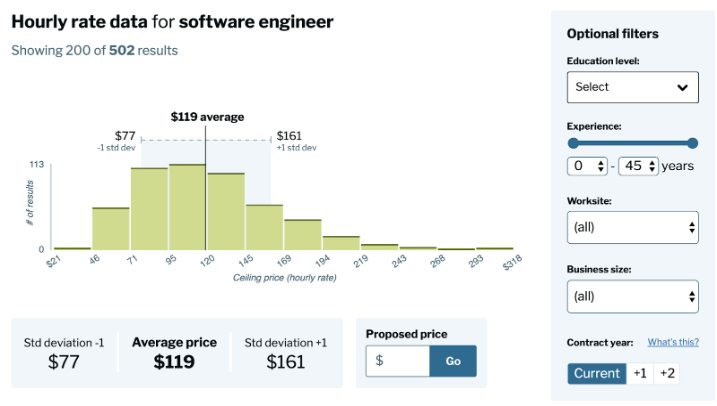 Hourly rate data for software engineer
Showing 200 of 502 results
$119 average
$77
-1 std dev
$161
+1 std dev
113
# of results
0
$21
46
71
95
120
145
169
194
219
243
268
293
$318
Ceiling price (hourly rate)
Std deviation -1
$77
Average price
$119
Std deviation +1
$161
Proposed price
$
Go
Optional filters
Education level:
Select
Experience:
0 - 45 years
Worksite:
(all)
Business size:
(all)
Contract year: What's this?
Current +1 +2